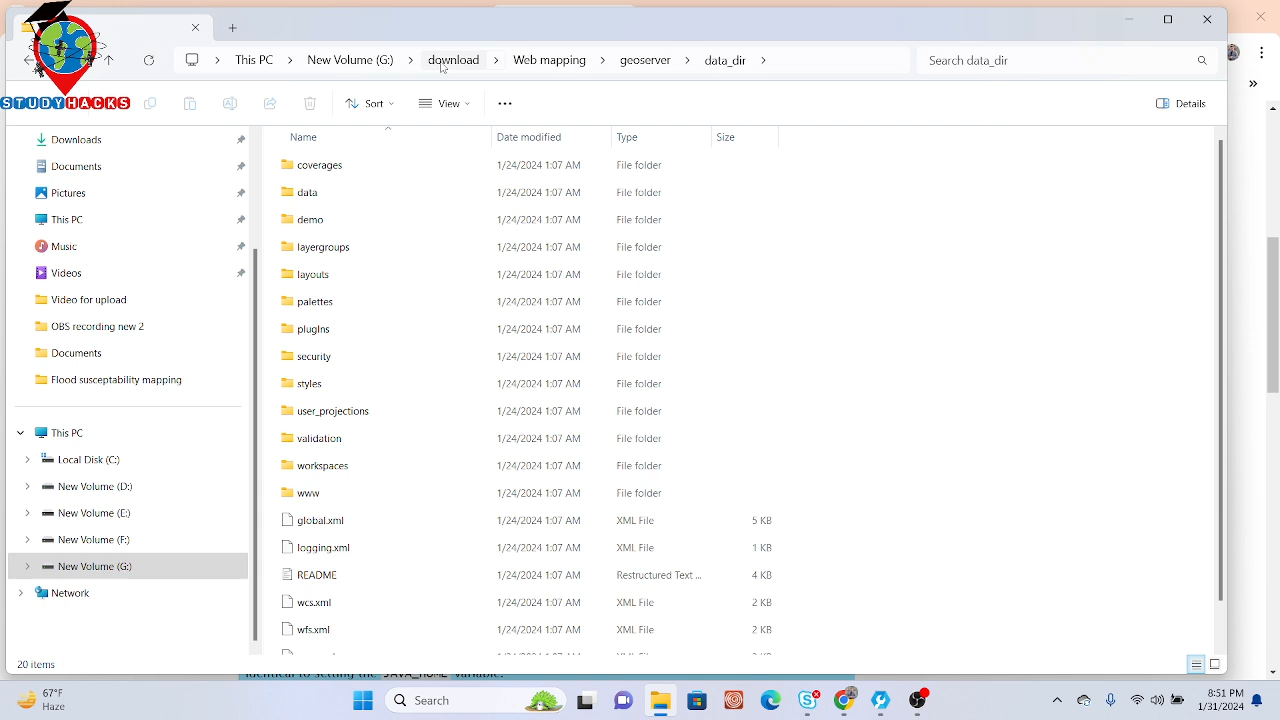 This PC > New Volume (G:) > download > Web mapping > geoserver > data_dir >
Search data_dir
STUDYHACKS
Sort
View
Details
Downloads
Documents
Pictures
This PC
Music
Videos
Video for upload
OBS recording new 2
Documents
Flood susceptability mapping
This PC
Local Disk (C:)
New Volume (D:)
New Volume (E:)
New Volume (F:)
New Volume (G:)
Network
Name Date modified Type Size
coverages 1/24/2024 1:07 AM File folder
data 1/24/2024 1:07 AM File folder
demo 1/24/2024 1:07 AM File folder
layergroups 1/24/2024 1:07 AM File folder
layouts 1/24/2024 1:07 AM File folder
palettes 1/24/2024 1:07 AM File folder
plugIns 1/24/2024 1:07 AM File folder
security 1/24/2024 1:07 AM File folder
styles 1/24/2024 1:07 AM File folder
user_projections 1/24/2024 1:07 AM File folder
validation 1/24/2024 1:07 AM File folder
workspaces 1/24/2024 1:07 AM File folder
www 1/24/2024 1:07 AM File folder
global.xml 1/24/2024 1:07 AM XML File 5 KB
logging.xml 1/24/2024 1:07 AM XML File 1 KB
README 1/24/2024 1:07 AM Restructured Text ... 4 KB
wcs.xml 1/24/2024 1:07 AM XML File 2 KB
wfs.xml 1/24/2024 1:07 AM XML File 2 KB
20 items
identical to setting the JAVA_HOME variable.
67°F
Haze
Search
8:51 PM
1/31/2024